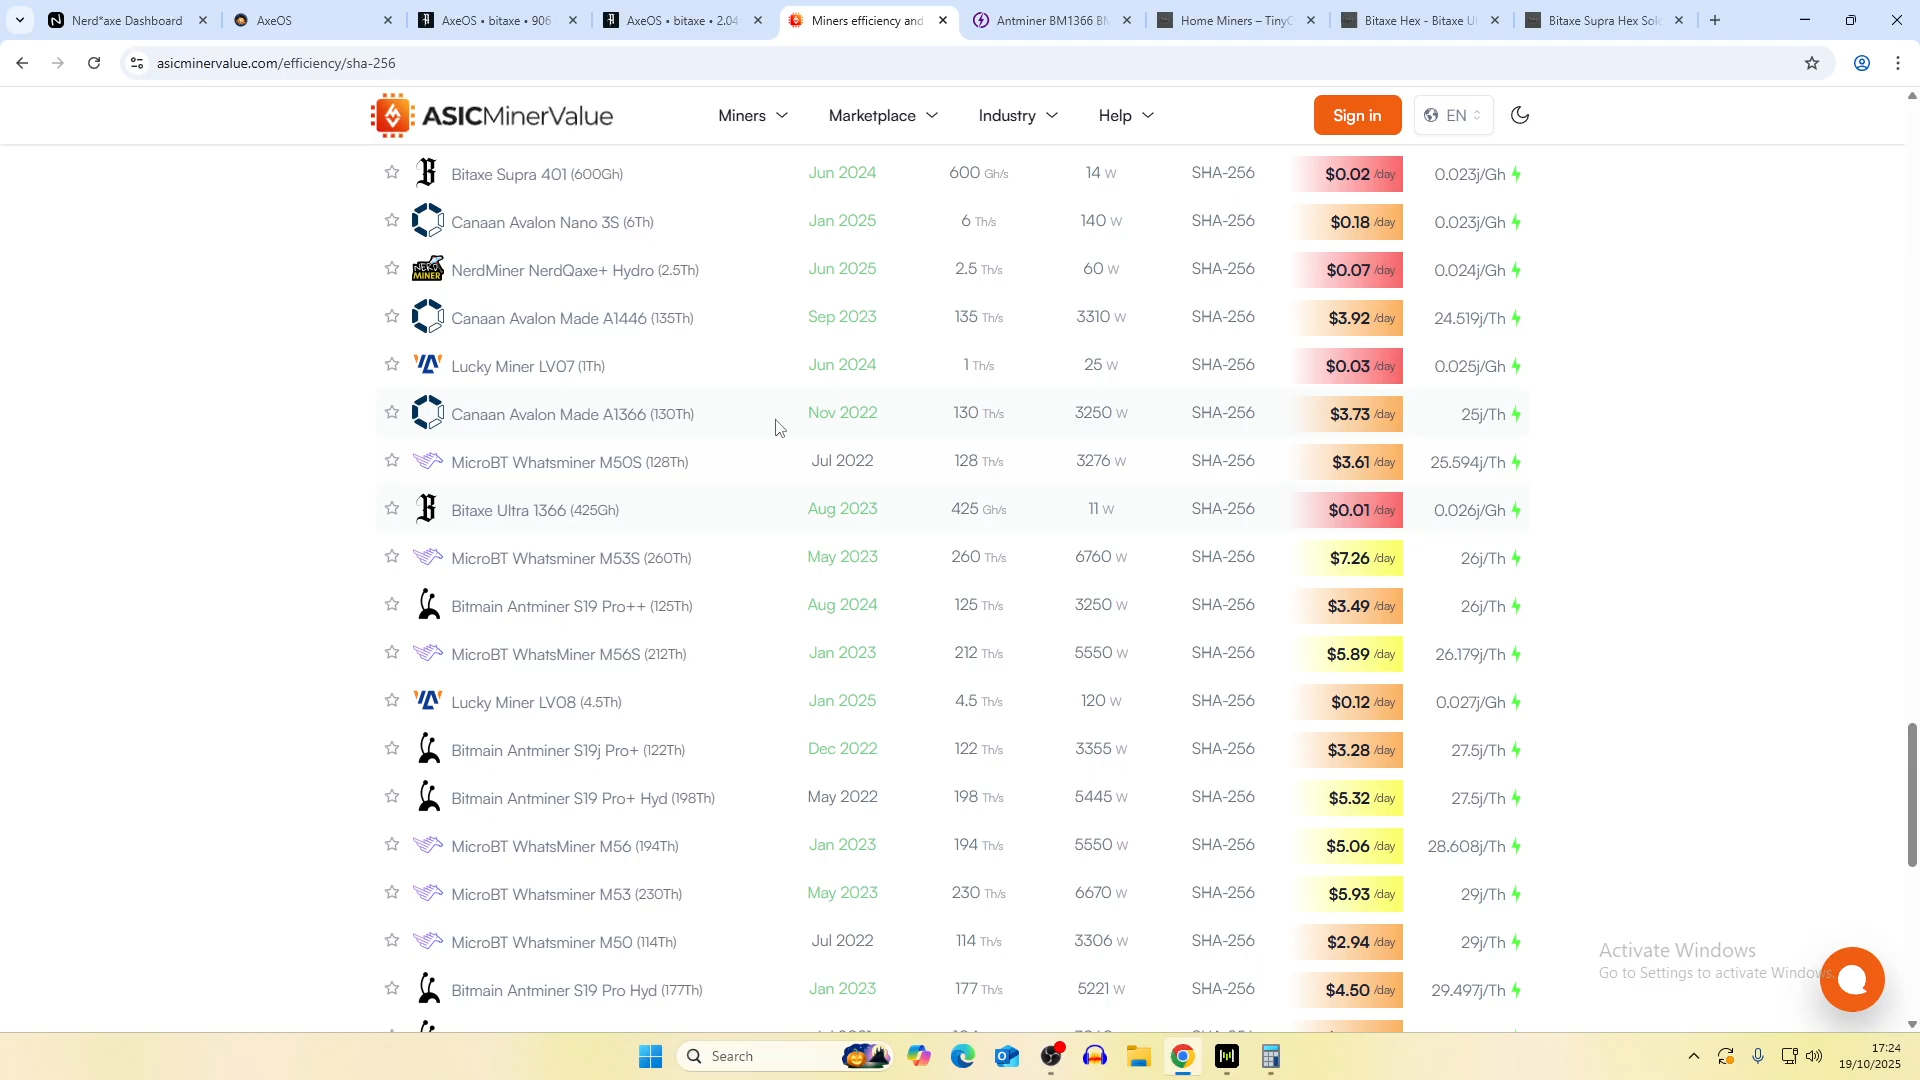 Nerd*axe Dashboard
AxeOS
AxeOS • bitaxe • 906
AxeOS • bitaxe • 2.04
Miners efficiency and
Antminer BM1366 BM
Home Miners – TinyC
Bitaxe Hex - Bitaxe Ul
Bitaxe Supra Hex Solo
asicminervalue.com/efficiency/sha-256
ASICMinerValue
Miners
Marketplace
Industry
Help
Sign in
EN
Bitaxe Supra 401 (600Gh) Jun 2024 600 Gh/s 14 W SHA-256 $0.02 /day 0.023j/Gh
Canaan Avalon Nano 3S (6Th) Jan 2025 6 Th/s 140 W SHA-256 $0.18 /day 0.023j/Gh
NERD MINER NerdMiner NerdQaxe+ Hydro (2.5Th) Jun 2025 2.5 Th/s 60 W SHA-256 $0.07 /day 0.024j/Gh
Canaan Avalon Made A1446 (135Th) Sep 2023 135 Th/s 3310 W SHA-256 $3.92 /day 24.519j/Th
Lucky Miner LV07 (1Th) Jun 2024 1 Th/s 25 W SHA-256 $0.03 /day 0.025j/Gh
Canaan Avalon Made A1366 (130Th) Nov 2022 130 Th/s 3250 W SHA-256 $3.73 /day 25j/Th
MicroBT Whatsminer M50S (128Th) Jul 2022 128 Th/s 3276 W SHA-256 $3.61 /day 25.594j/Th
Bitaxe Ultra 1366 (425Gh) Aug 2023 425 Gh/s 11 W SHA-256 $0.01 /day 0.026j/Gh
MicroBT Whatsminer M53S (260Th) May 2023 260 Th/s 6760 W SHA-256 $7.26 /day 26j/Th
Bitmain Antminer S19 Pro++ (125Th) Aug 2024 125 Th/s 3250 W SHA-256 $3.49 /day 26j/Th
MicroBT WhatsMiner M56S (212Th) Jan 2023 212 Th/s 5550 W SHA-256 $5.89 /day 26.179j/Th
Lucky Miner LV08 (4.5Th) Jan 2025 4.5 Th/s 120 W SHA-256 $0.12 /day 0.027j/Gh
Bitmain Antminer S19j Pro+ (122Th) Dec 2022 122 Th/s 3355 W SHA-256 $3.28 /day 27.5j/Th
Bitmain Antminer S19 Pro+ Hyd (198Th) May 2022 198 Th/s 5445 W SHA-256 $5.32 /day 27.5j/Th
MicroBT WhatsMiner M56 (194Th) Jan 2023 194 Th/s 5550 W SHA-256 $5.06 /day 28.608j/Th
MicroBT Whatsminer M53 (230Th) May 2023 230 Th/s 6670 W SHA-256 $5.93 /day 29j/Th
MicroBT Whatsminer M50 (114Th) Jul 2022 114 Th/s 3306 W SHA-256 $2.94 /day 29j/Th
Bitmain Antminer S19 Pro Hyd (177Th) Jan 2023 177 Th/s 5221 W SHA-256 $4.50 /day 29.497j/Th
Activate Windows
Go to Settings to activate Windows.
Search
17:24
19/10/2025